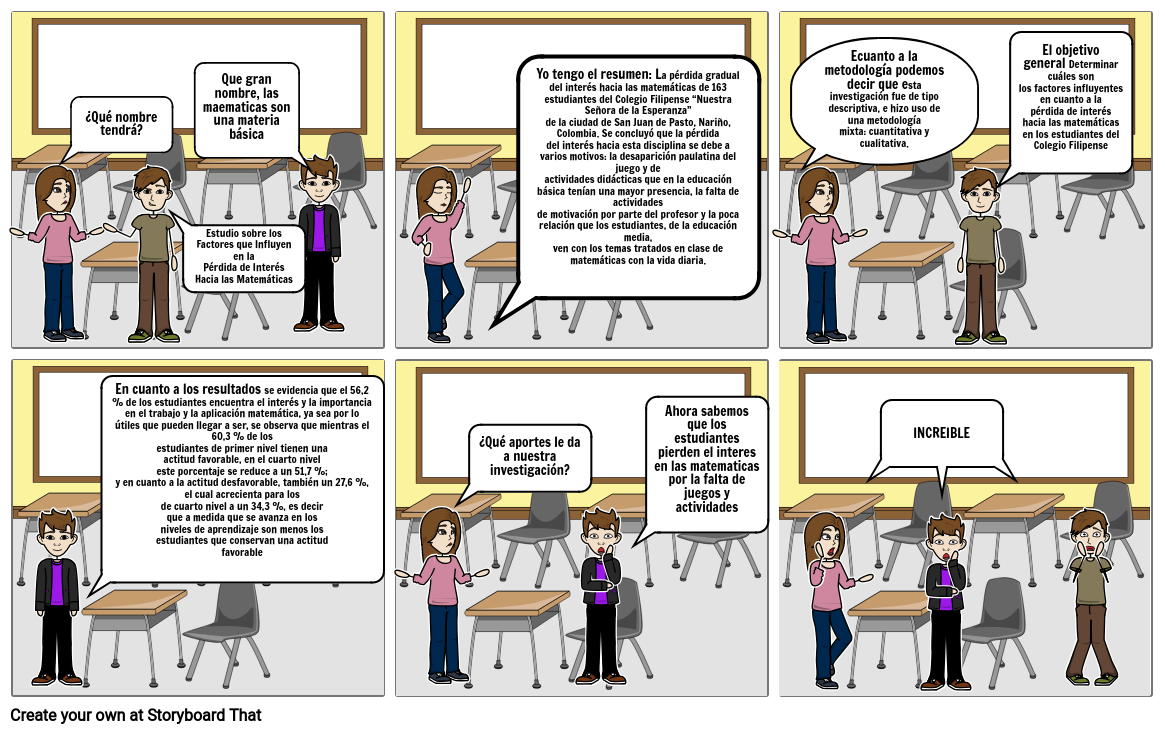 ¿Qué nombre
tendrá?
Que gran
nombre, las
maematicas son
una materia
básica
Estudio sobre los
Factores que Influyen
en la
Pérdida de Interés
Hacia las Matemáticas
Yo tengo el resumen: La pérdida gradual
del interés hacia las matemáticas de 163
estudiantes del Colegio Filipense “Nuestra
Señora de la Esperanza”
de la ciudad de San Juan de Pasto, Nariño,
Colombia. Se concluyó que la pérdida
del interés hacia esta disciplina se debe a
varios motivos: la desaparición paulatina del
juego y de
actividades didácticas que en la educación
básica tenían una mayor presencia, la falta de
actividades
de motivación por parte del profesor y la poca
relación que los estudiantes, de la educación
media,
ven con los temas tratados en clase de
matemáticas con la vida diaria.
Ecuanto a la
metodología podemos
decir que esta
investigación fue de tipo
descriptiva, e hizo uso de
una metodología
mixta: cuantitativa y
cualitativa.
El objetivo
general Determinar
cuáles son
los factores influyentes
en cuanto a la
pérdida de interés
hacia las matemáticas
en los estudiantes del
Colegio Filipense
En cuanto a los resultados se evidencia que el 56,2
% de los estudiantes encuentra el interés y la importancia
en el trabajo y la aplicación matemática, ya sea por lo
útiles que pueden llegar a ser, se observa que mientras el
60,3 % de los
estudiantes de primer nivel tienen una
actitud favorable, en el cuarto nivel
este porcentaje se reduce a un 51,7 %;
y en cuanto a la actitud desfavorable, también un 27,6 %,
el cual acrecienta para los
de cuarto nivel a un 34,3 %, es decir
que a medida que se avanza en los
niveles de aprendizaje son menos los
estudiantes que conservan una actitud
favorable
¿Qué aportes le da
a nuestra
investigación?
Ahora sabemos
que los
estudiantes
pierden el interes
en las matematicas
por la falta de
juegos y
actividades
INCREIBLE
Create your own at Storyboard That